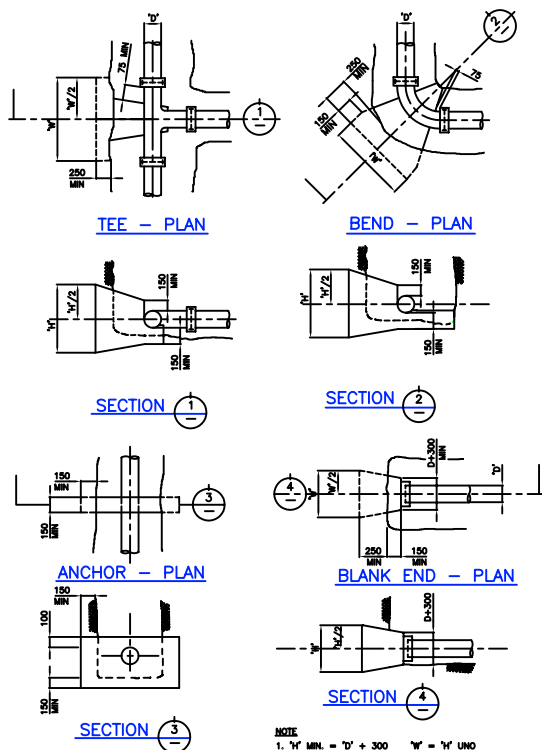 "D"
75 MIN
"W"/2
"W"
250
MIN
1
—
TEE – PLAN
"D"
2
—
250
MIN
150
MIN
75
"W"
BEND – PLAN
"H"
"H"/2
150
MIN
150
MIN
SECTION 1
—
"H"
"H"/2
150
MIN
150
MIN
SECTION 2
—
150
MIN
150
MIN
3
—
ANCHOR – PLAN
4
—
"W"
"W"/2
D+300
MIN
"D"
250
MIN
150
MIN
BLANK END – PLAN
150
MIN
100
150
MIN
SECTION 3
—
"W"
"H"/2
D+300
SECTION 4
—
NOTE
1. "H" MIN. = "D" + 300 "W" = "H" UNO